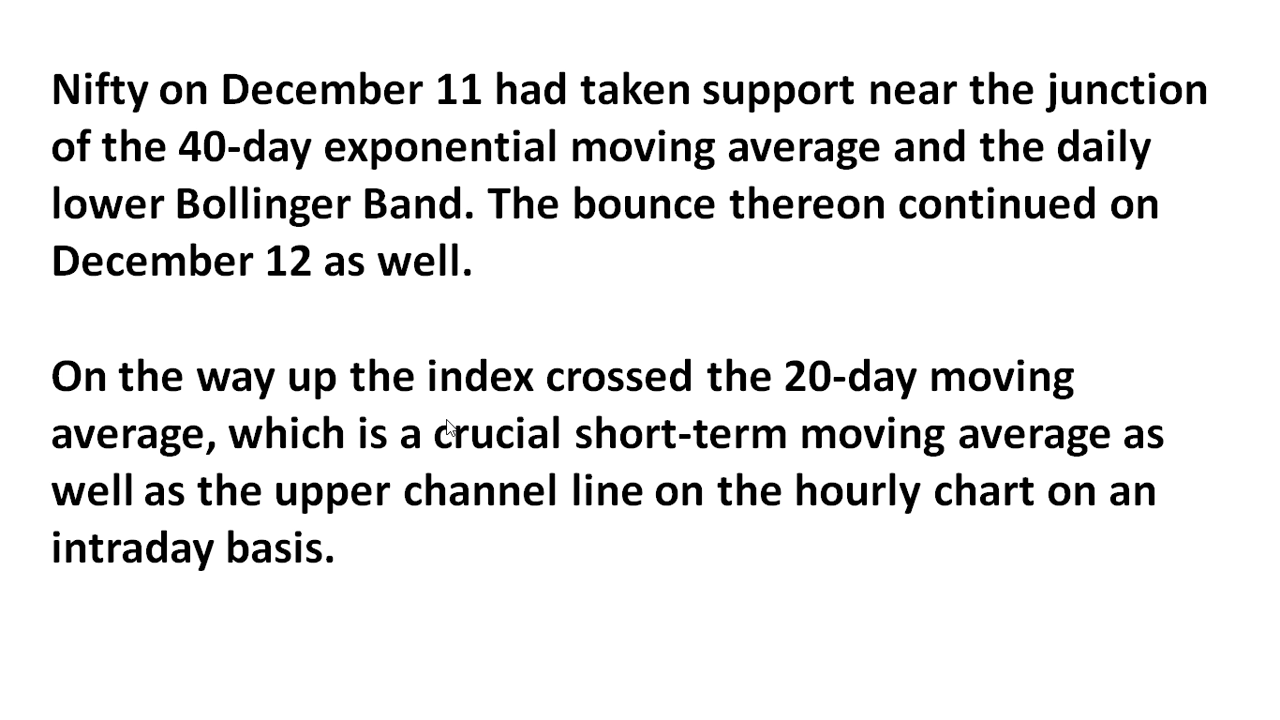 Nifty on December 11 had taken support near the junction
of the 40-day exponential moving average and the daily
lower Bollinger Band. The bounce thereon continued on
December 12 as well.
On the way up the index crossed the 20-day moving
average, which is a crucial short-term moving average as
well as the upper channel line on the hourly chart on an
intraday basis.